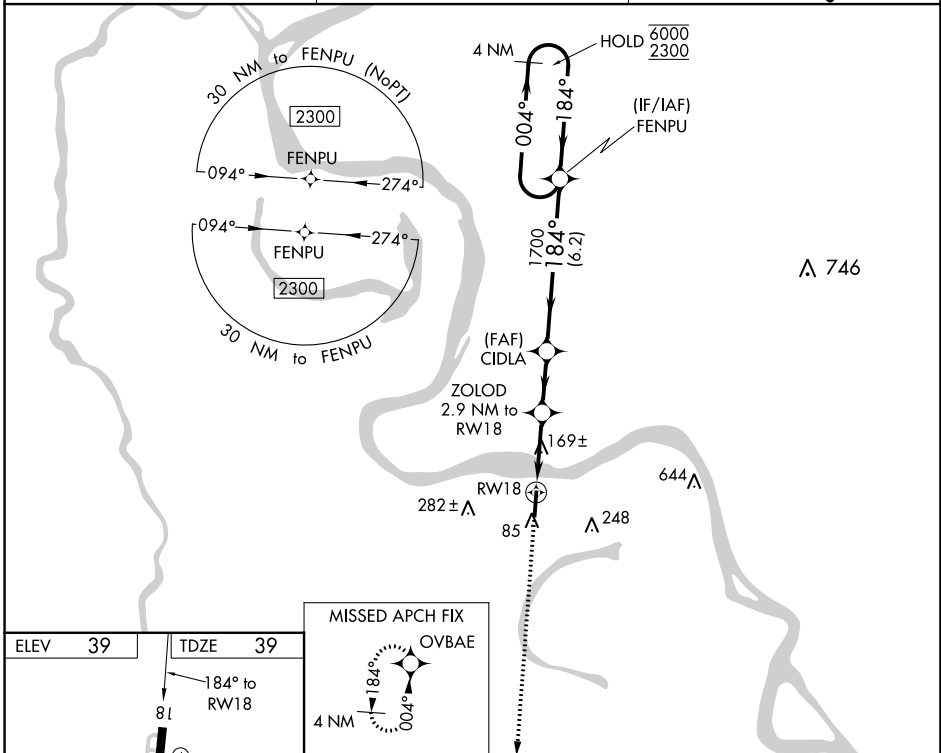 30 NM to FENPU (NoPT)
2300
FENPU
094°
274°
094°
274°
FENPU
2300
30 NM to FENPU
4 NM
HOLD 6000
2300
004°
184°
(IF/IAF)
FENPU
1700
184°
(6.2)
746
(FAF)
CIDLA
ZOLOD
2.9 NM to
RW18
169±
RW18
282±
85
248
644
ELEV 39
TDZE 39
184° to
RW18
18
MISSED APCH FIX
OVBAE
184°
004°
4 NM